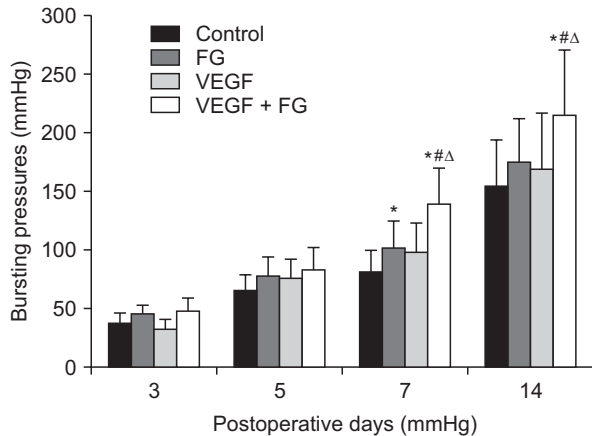 300
250
200
150
100
50
0
Bursting pressures (mmHg)
Control
FG
VEGF
VEGF + FG
*
*#Δ
*#Δ
3 5 7 14
Postoperative days (mmHg)